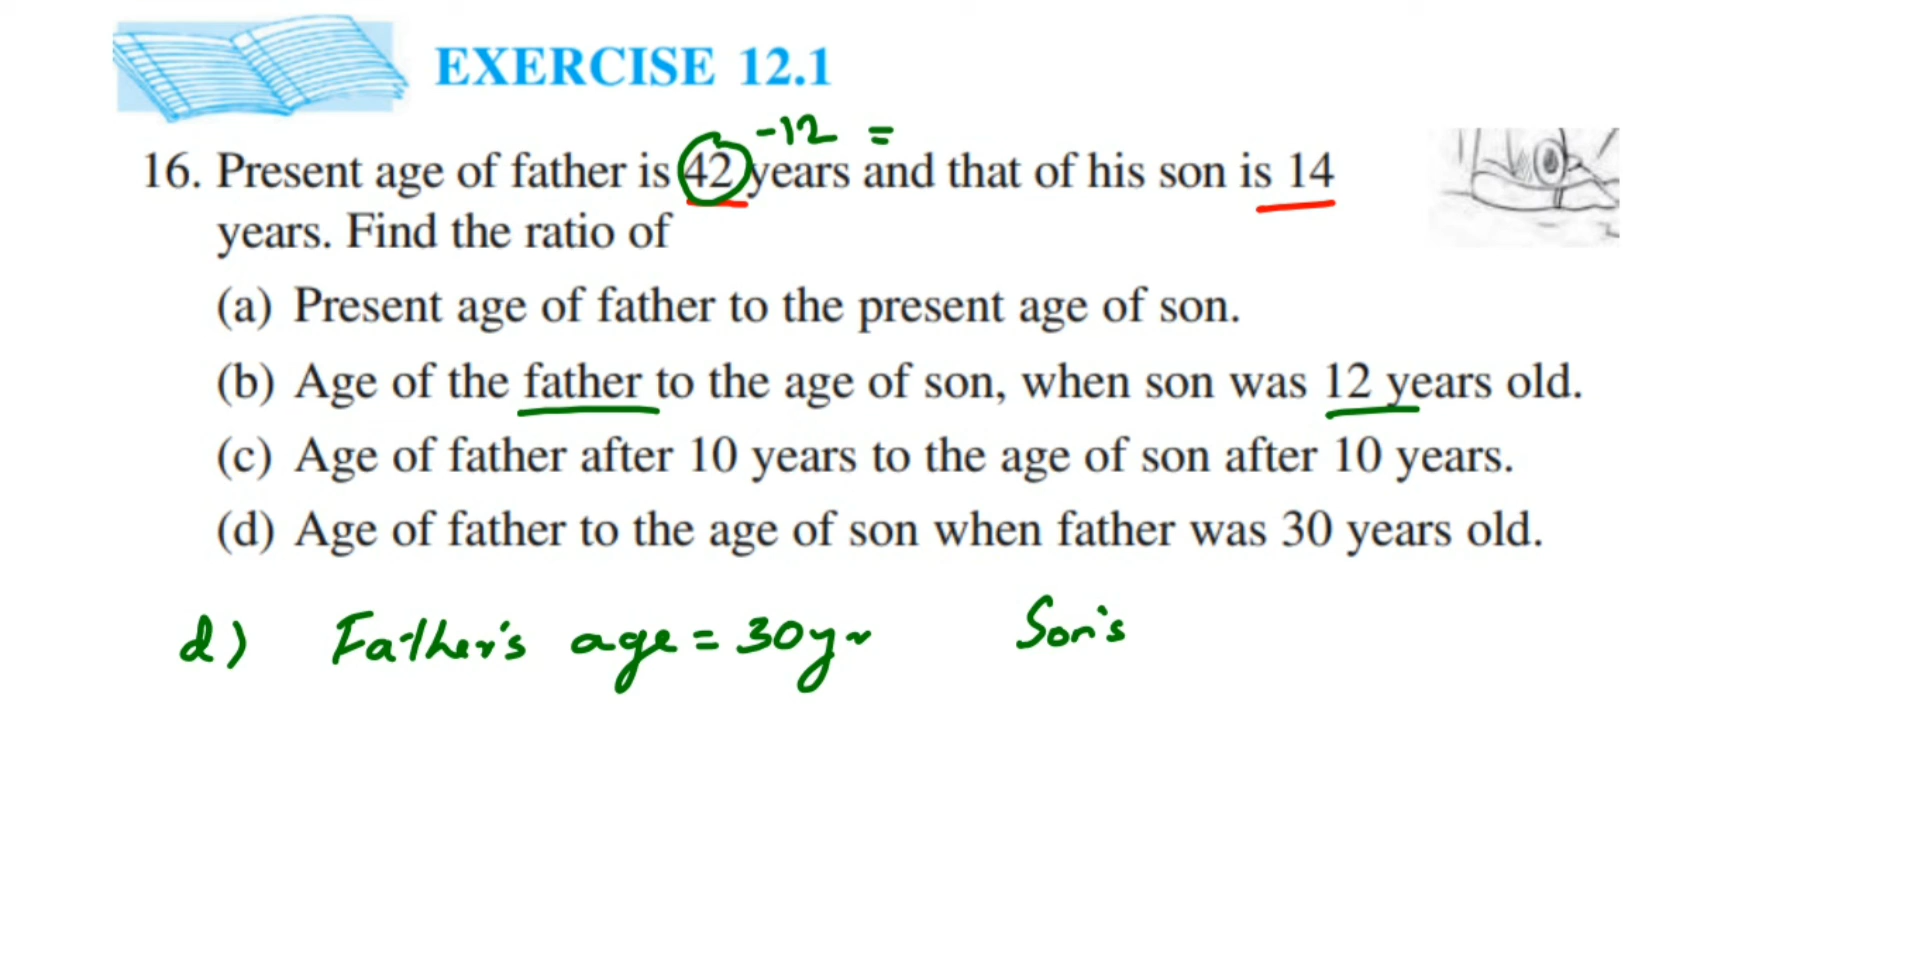 EXERCISE 12.1
-12 =
16. Present age of father is 42 years and that of his son is 14
years. Find the ratio of
(a) Present age of father to the present age of son.
(b) Age of the father to the age of son, when son was 12 years old.
(c) Age of father after 10 years to the age of son after 10 years.
(d) Age of father to the age of son when father was 30 years old.
d) Father's age = 30yr Son's